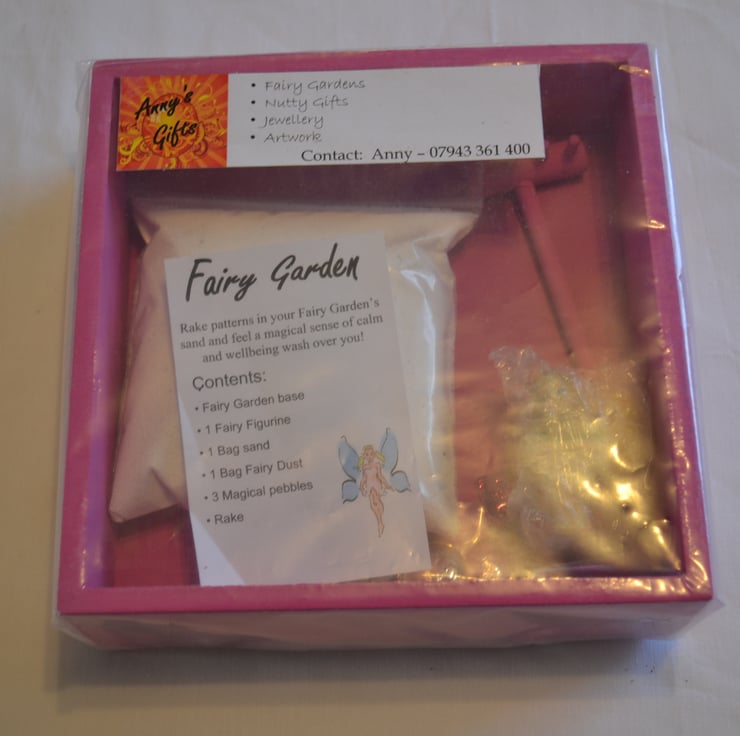 Anny's
Gifts
• Fairy Gardens
• Nutty Gifts
• Jewellery
• Artwork
Contact: Anny – 07943 361 400
Fairy Garden
Rake patterns in your Fairy Garden's
sand and feel a magical sense of calm
and wellbeing wash over you!
Contents:
• Fairy Garden base
• 1 Fairy Figurine
• 1 Bag sand
• 1 Bag Fairy Dust
• 3 Magical pebbles
• Rake